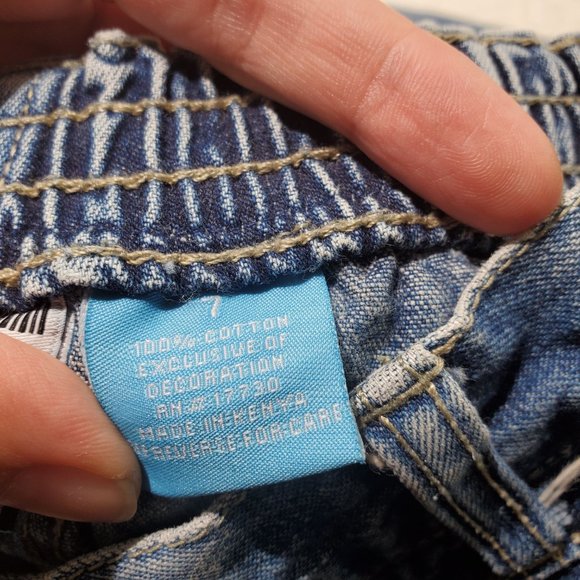 7
100% COTTON
EXCLUSIVE OF
DECORATION
RN# 17730
MADE IN KENYA
REVERSE FOR CARE